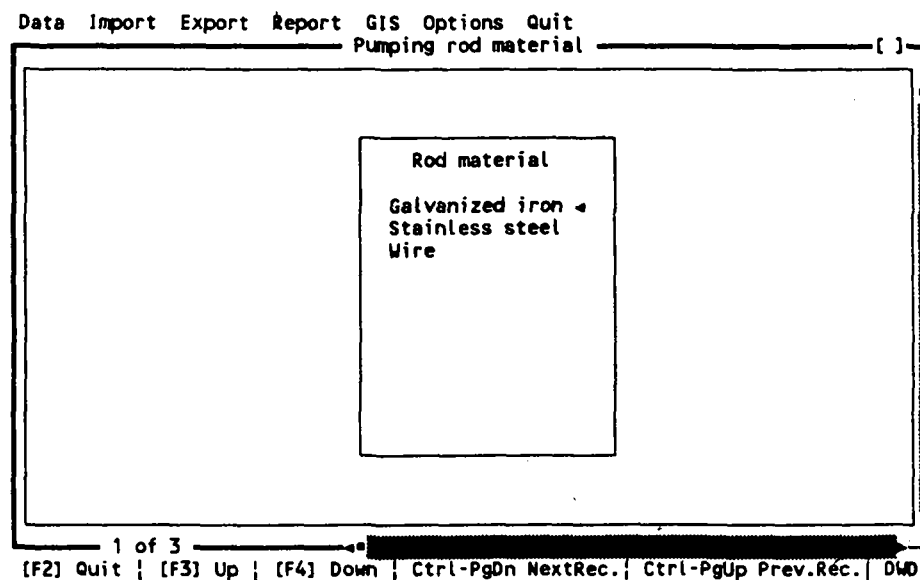 Data Import Export Report GIS Options Quit
Pumping rod material [ ]
Rod material
Galvanized iron
Stainless steel
Wire
1 of 3
[F2] Quit ¦ [F3] Up ¦ [F4] Down ¦ Ctrl-PgDn NextRec. ¦ Ctrl-PgUp Prev.Rec. ¦ DWD